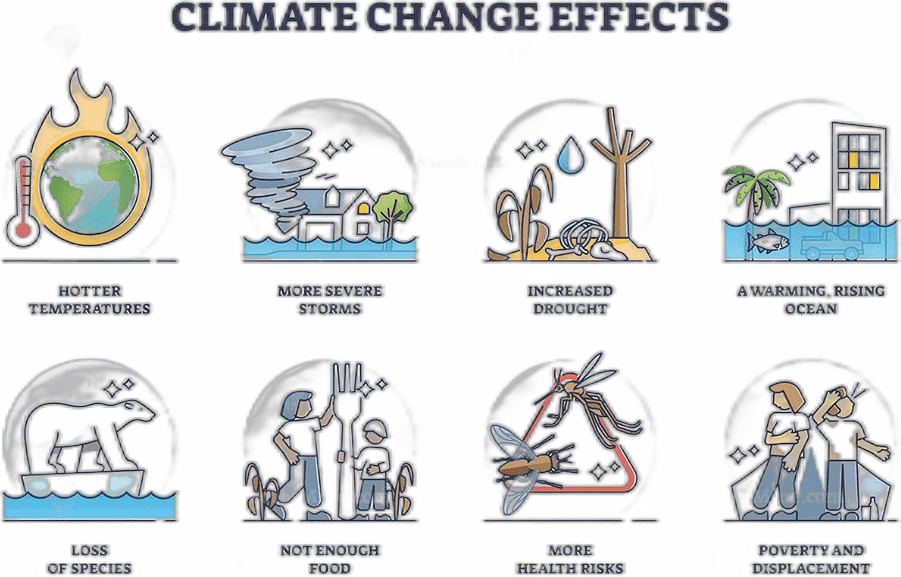 CLIMATE CHANGE EFFECTS
HOTTER
TEMPERATURES
MORE SEVERE
STORMS
INCREASED
DROUGHT
A WARMING, RISING
OCEAN
LOSS
OF SPECIES
NOT ENOUGH
FOOD
MORE
HEALTH RISKS
POVERTY AND
DISPLACEMENT